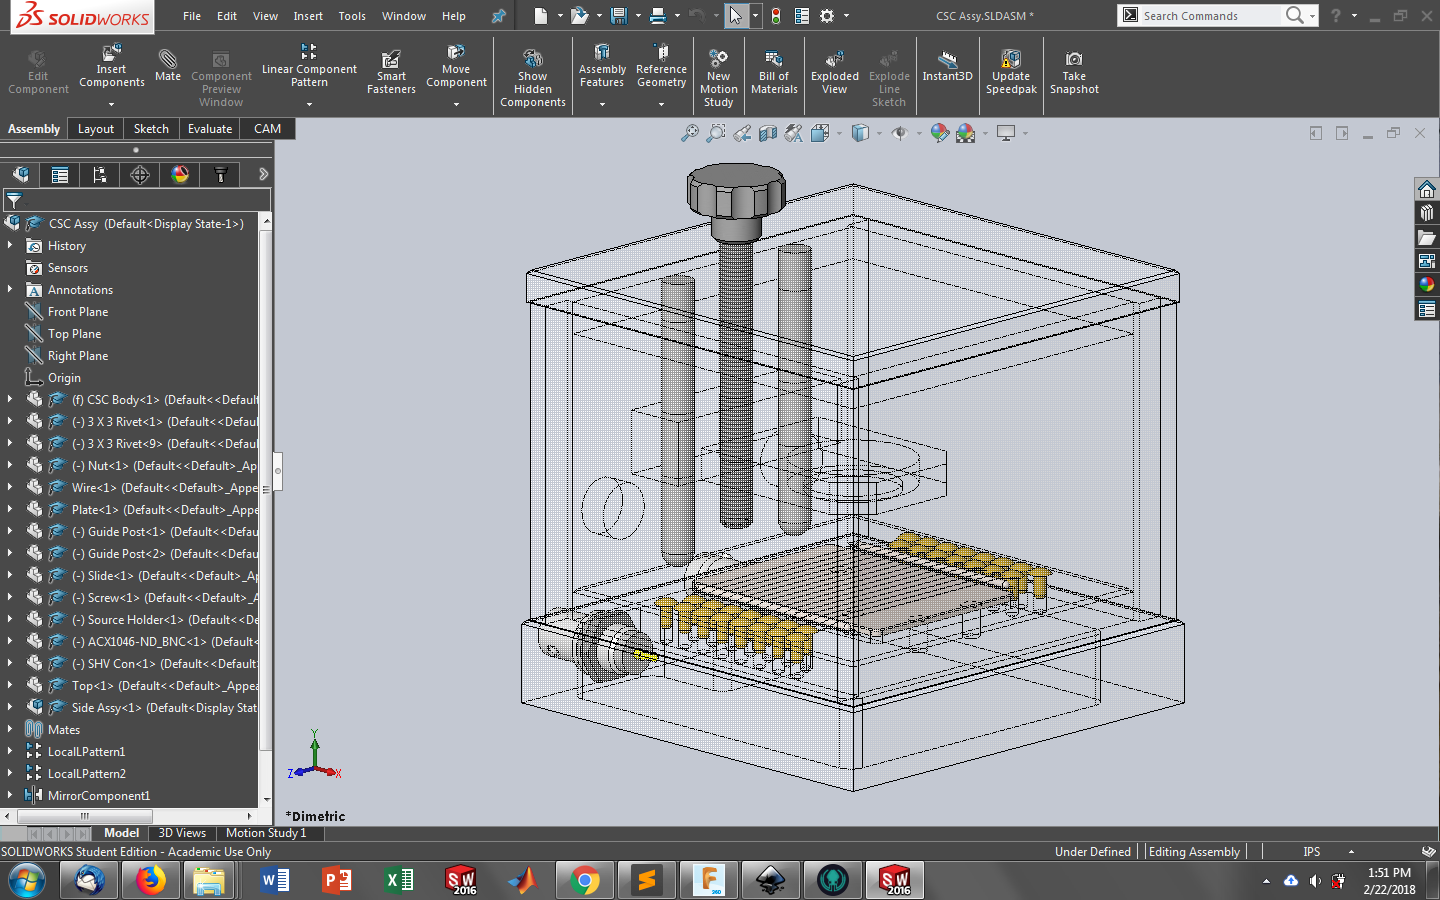 SOLIDWORKS
File Edit View Insert Tools Window Help
CSC Assy.SLDASM *
Search Commands
Edit Component
Insert Components
Mate
Component Preview Window
Linear Component Pattern
Smart Fasteners
Move Component
Show Hidden Components
Assembly Features
Reference Geometry
New Motion Study
Bill of Materials
Exploded View
Explode Line Sketch
Instant3D
Update Speedpak
Take Snapshot
Assembly Layout Sketch Evaluate CAM
CSC Assy (Default<Display State-1>)
History
Sensors
Annotations
Front Plane
Top Plane
Right Plane
Origin
(f) CSC Body<1> (Default<<Default
(-) 3 X 3 Rivet<1> (Default<<Defau
(-) 3 X 3 Rivet<9> (Default<<Defaul
(-) Nut<1> (Default<<Default>_Ap
Wire<1> (Default<<Default>_Appe
Plate<1> (Default<<Default>_Appe
(-) Guide Post<1> (Default<<Defau
(-) Guide Post<2> (Default<<Defau
(-) Slide<1> (Default<<Default>_Ap
(-) Screw<1> (Default<<Default>_A
(-) Source Holder<1> (Default<<De
(-) ACX1046-ND_BNC<1> (Default<
(-) SHV Con<1> (Default<<Default>
Top<1> (Default<<Default>_Appea
Side Assy<1> (Default<Display Stat
Mates
LocalLPattern1
LocalLPattern2
MirrorComponent1
Y
Z X
*Dimetric
Model 3D Views Motion Study 1
SOLIDWORKS Student Edition - Academic Use Only
Under Defined Editing Assembly IPS
SW 2016
F 360
SW 2016
1:51 PM
2/22/2018